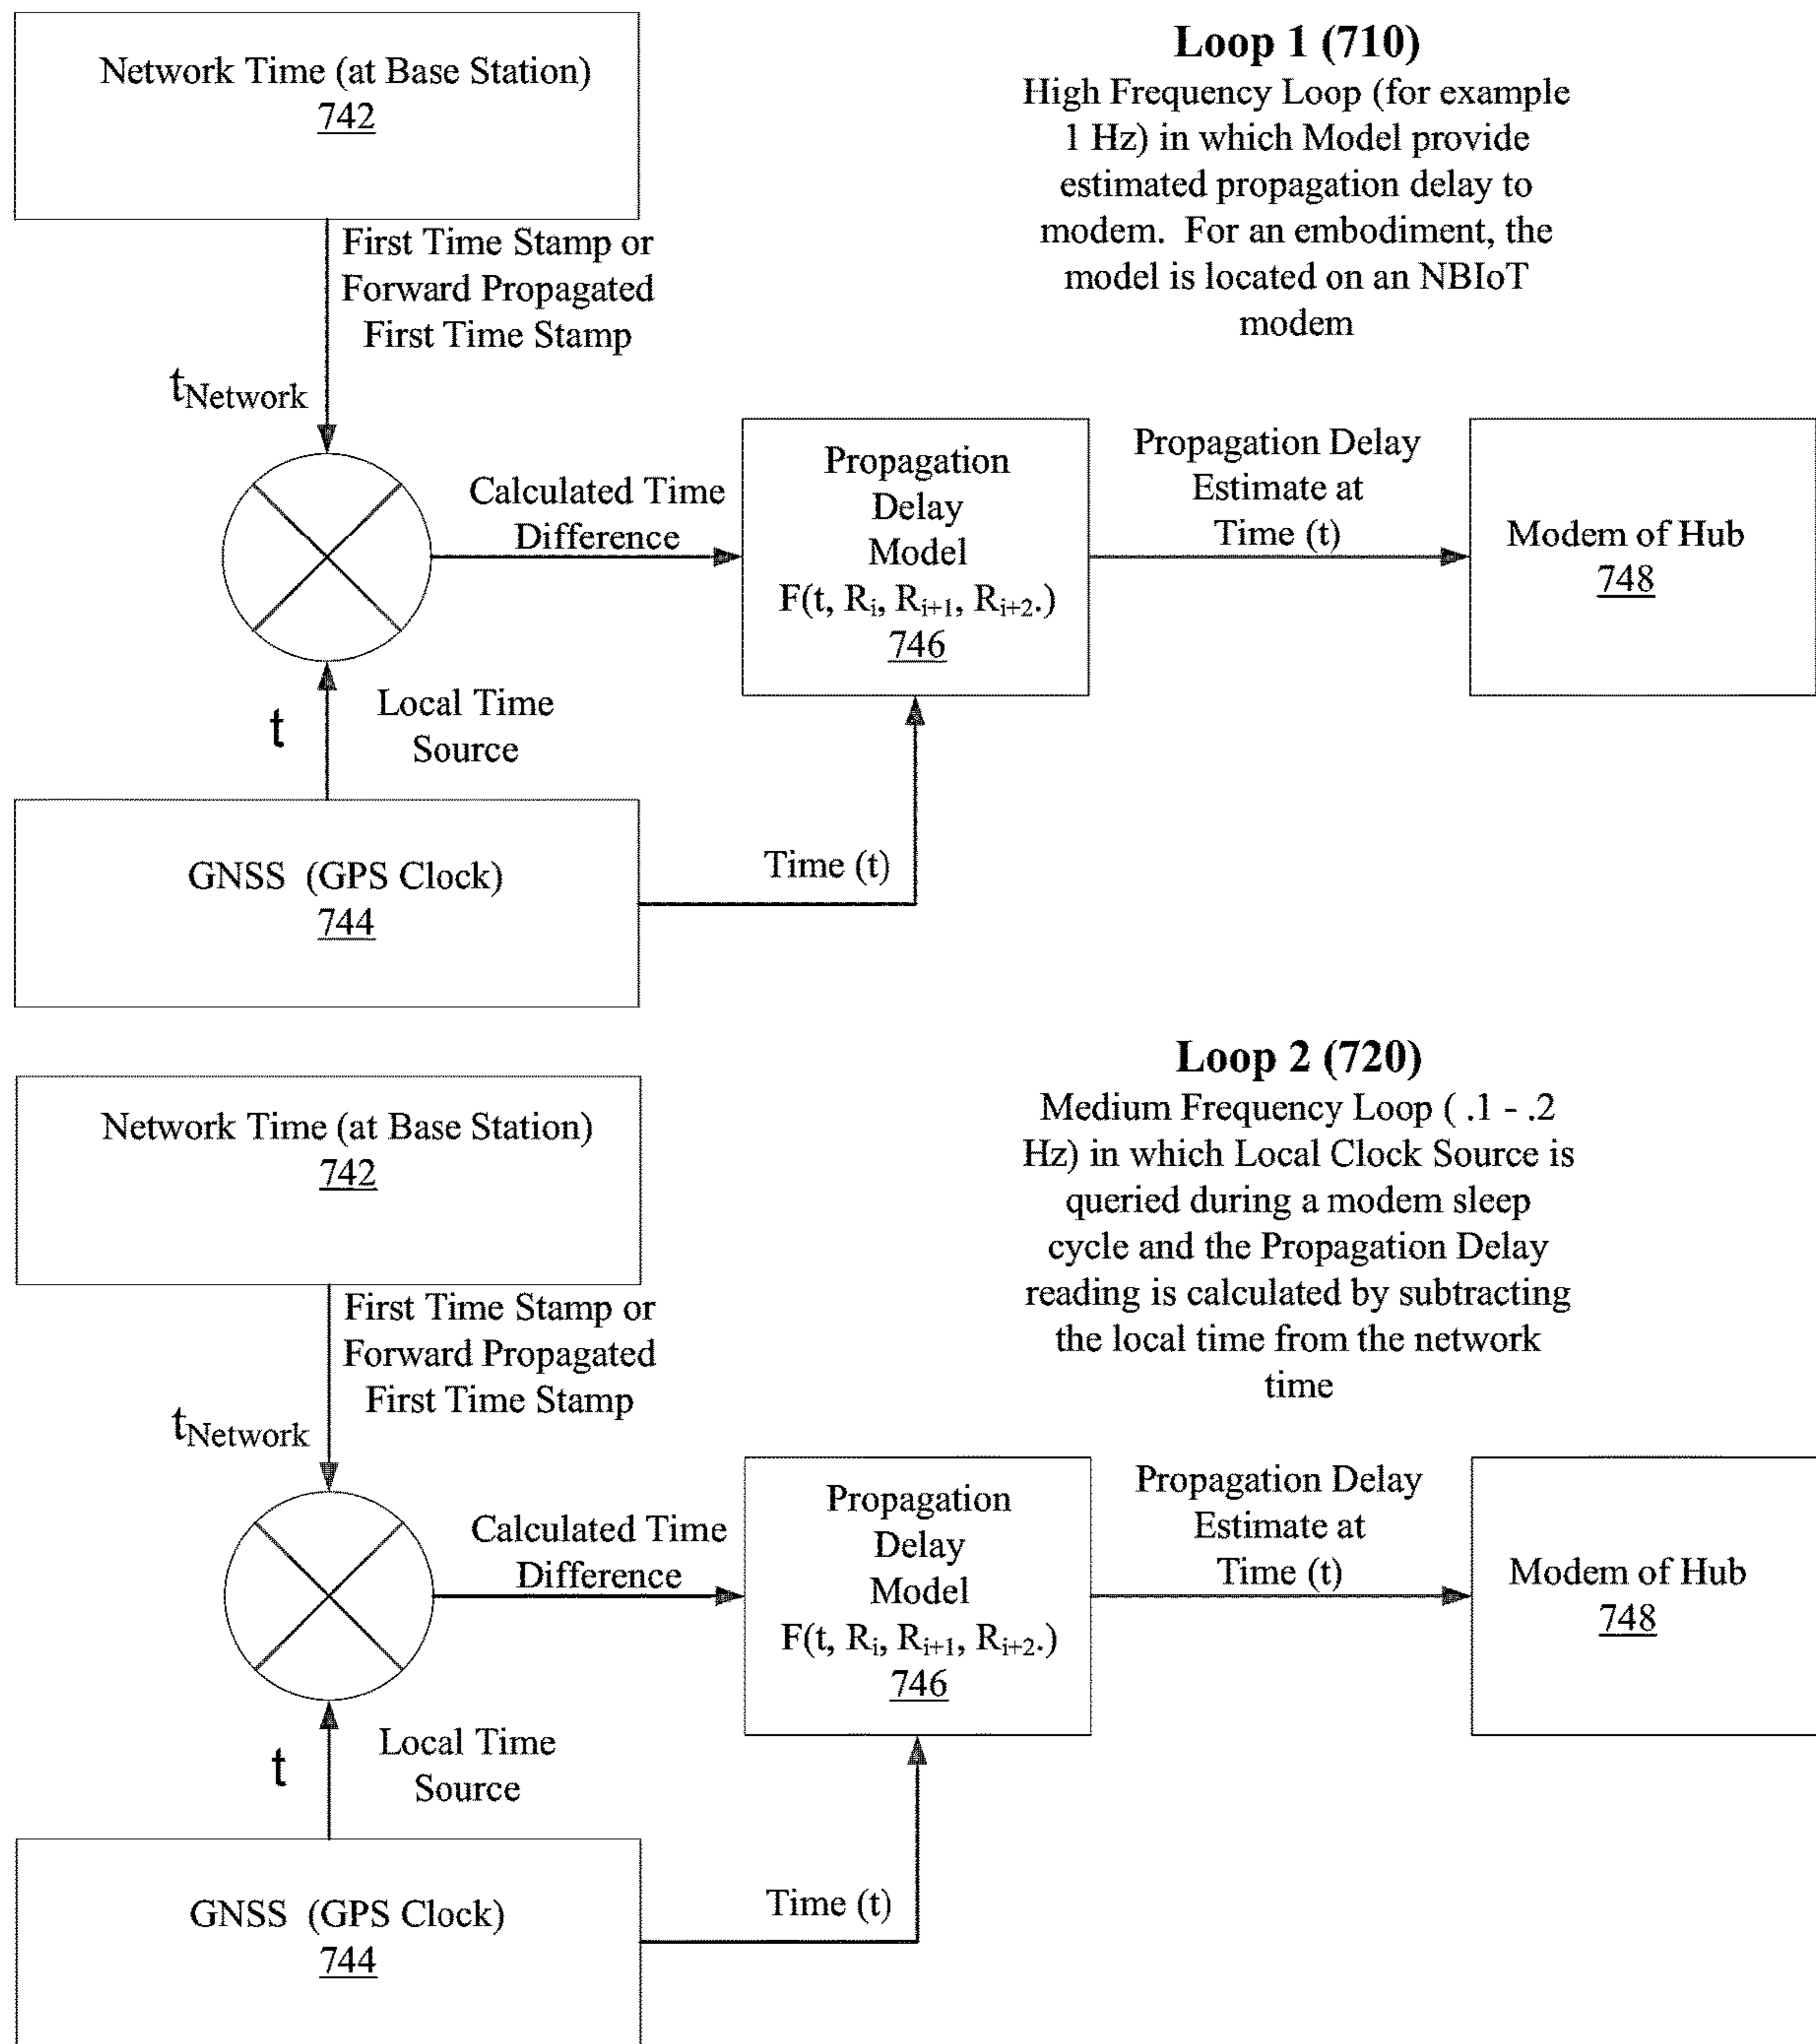 Network Time (at Base Station)
742
Loop 1 (710)
High Frequency Loop (for example
1 Hz) in which Model provide
estimated propagation delay to
modem. For an embodiment, the
model is located on an NBIoT
modem
First Time Stamp or
Forward Propagated
First Time Stamp
tNetwork
Calculated Time
Difference
Propagation
Delay
Model
F(t, Ri, Ri+1, Ri+2.)
746
Propagation Delay
Estimate at
Time (t)
Modem of Hub
748
t
Local Time
Source
GNSS (GPS Clock)
744
Time (t)
Loop 2 (720)
Medium Frequency Loop ( .1 - .2
Hz) in which Local Clock Source is
queried during a modem sleep
cycle and the Propagation Delay
reading is calculated by subtracting
the local time from the network
time
Network Time (at Base Station)
742
First Time Stamp or
Forward Propagated
First Time Stamp
tNetwork
Calculated Time
Difference
Propagation
Delay
Model
F(t, Ri, Ri+1, Ri+2.)
746
Propagation Delay
Estimate at
Time (t)
Modem of Hub
748
t
Local Time
Source
GNSS (GPS Clock)
744
Time (t)